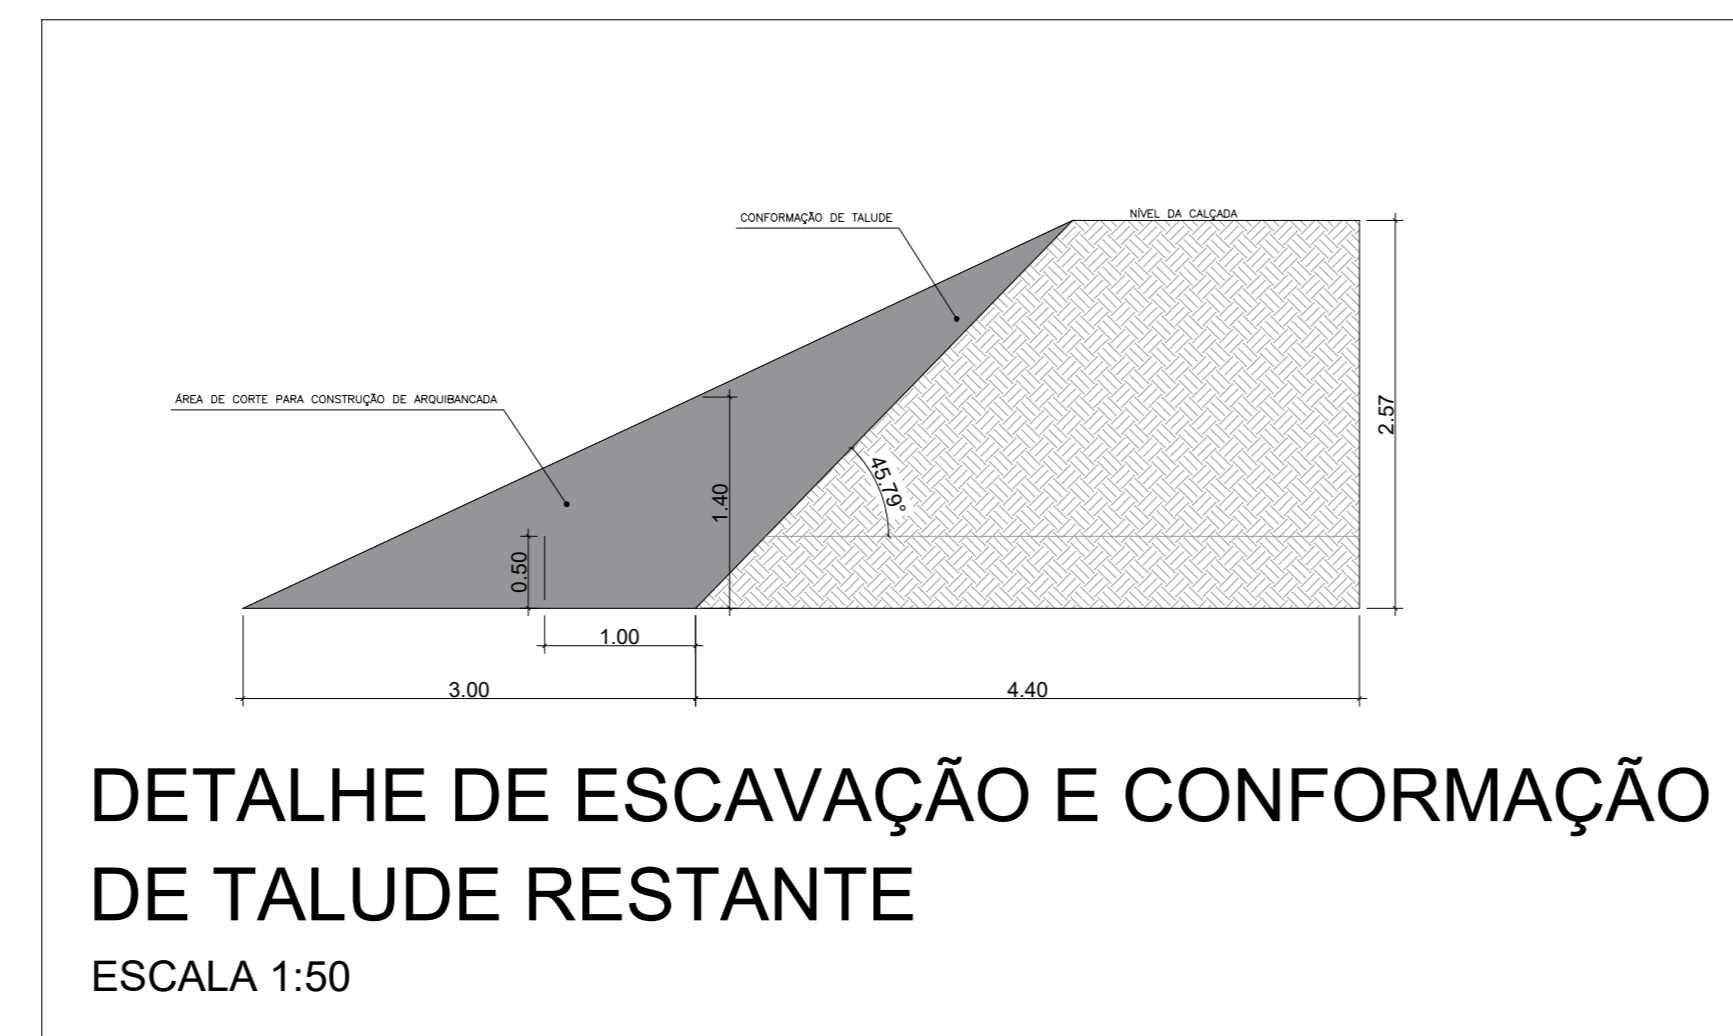 NÍVEL DA CALÇADA
CONFORMAÇÃO DE TALUDE
ÁREA DE CORTE PARA CONSTRUÇÃO DE ARQUIBANCADA
2.57
45.79°
1.40
0.50
1.00
3.00
4.40
DETALHE DE ESCAVAÇÃO E CONFORMAÇÃO
DE TALUDE RESTANTE
ESCALA 1:50